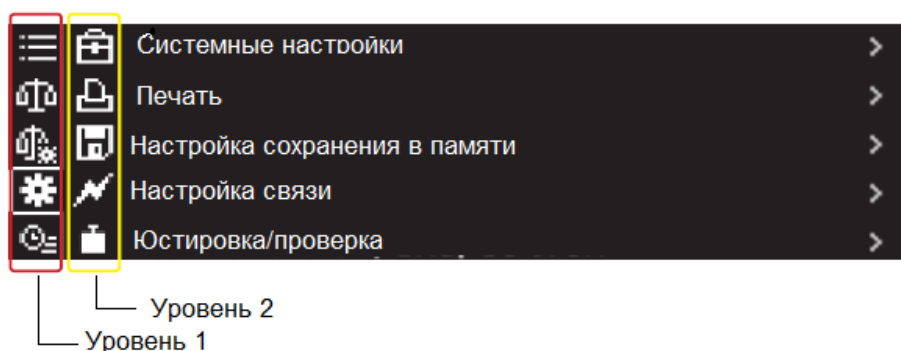 Системные настройки
Печать
Настройка сохранения в памяти
Настройка связи
Юстировка/проверка
Уровень 2
Уровень 1